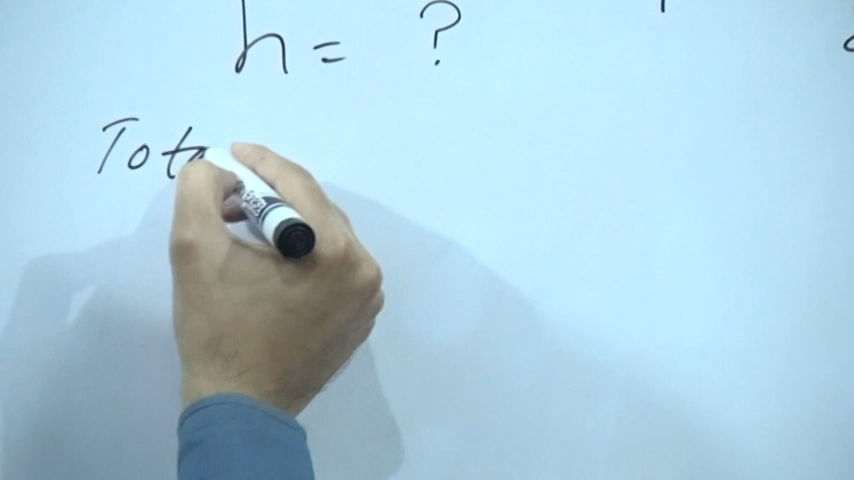 h = ?
Tota